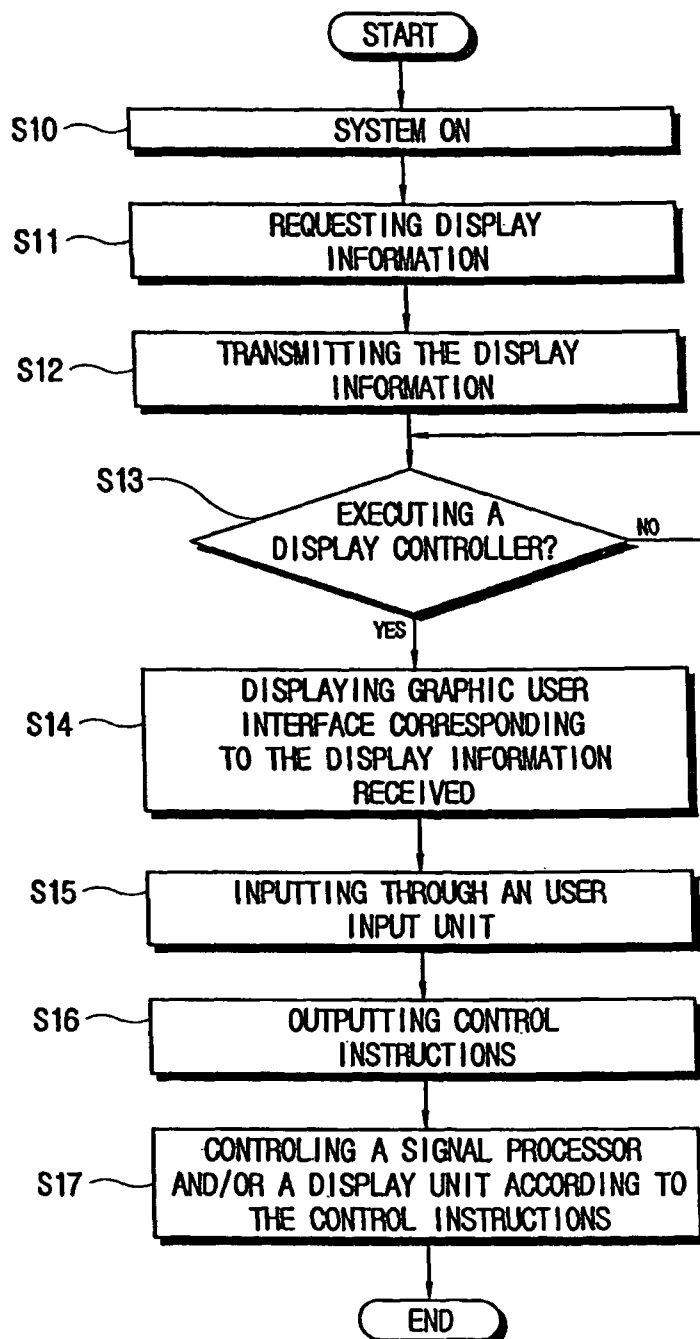 START
S10
SYSTEM ON
S11
REQUESTING DISPLAY
INFORMATION
S12
TRANSMITTING THE DISPLAY
INFORMATION
S13
EXECUTING A
DISPLAY CONTROLLER?
NO
YES
S14
DISPLAYING GRAPHIC USER
INTERFACE CORRESPONDING
TO THE DISPLAY INFORMATION
RECEIVED
S15
INPUTTING THROUGH AN USER
INPUT UNIT
S16
OUTPUTTING CONTROL
INSTRUCTIONS
S17
CONTROLING A SIGNAL PROCESSOR
AND/OR A DISPLAY UNIT ACCORDING TO
THE CONTROL INSTRUCTIONS
END